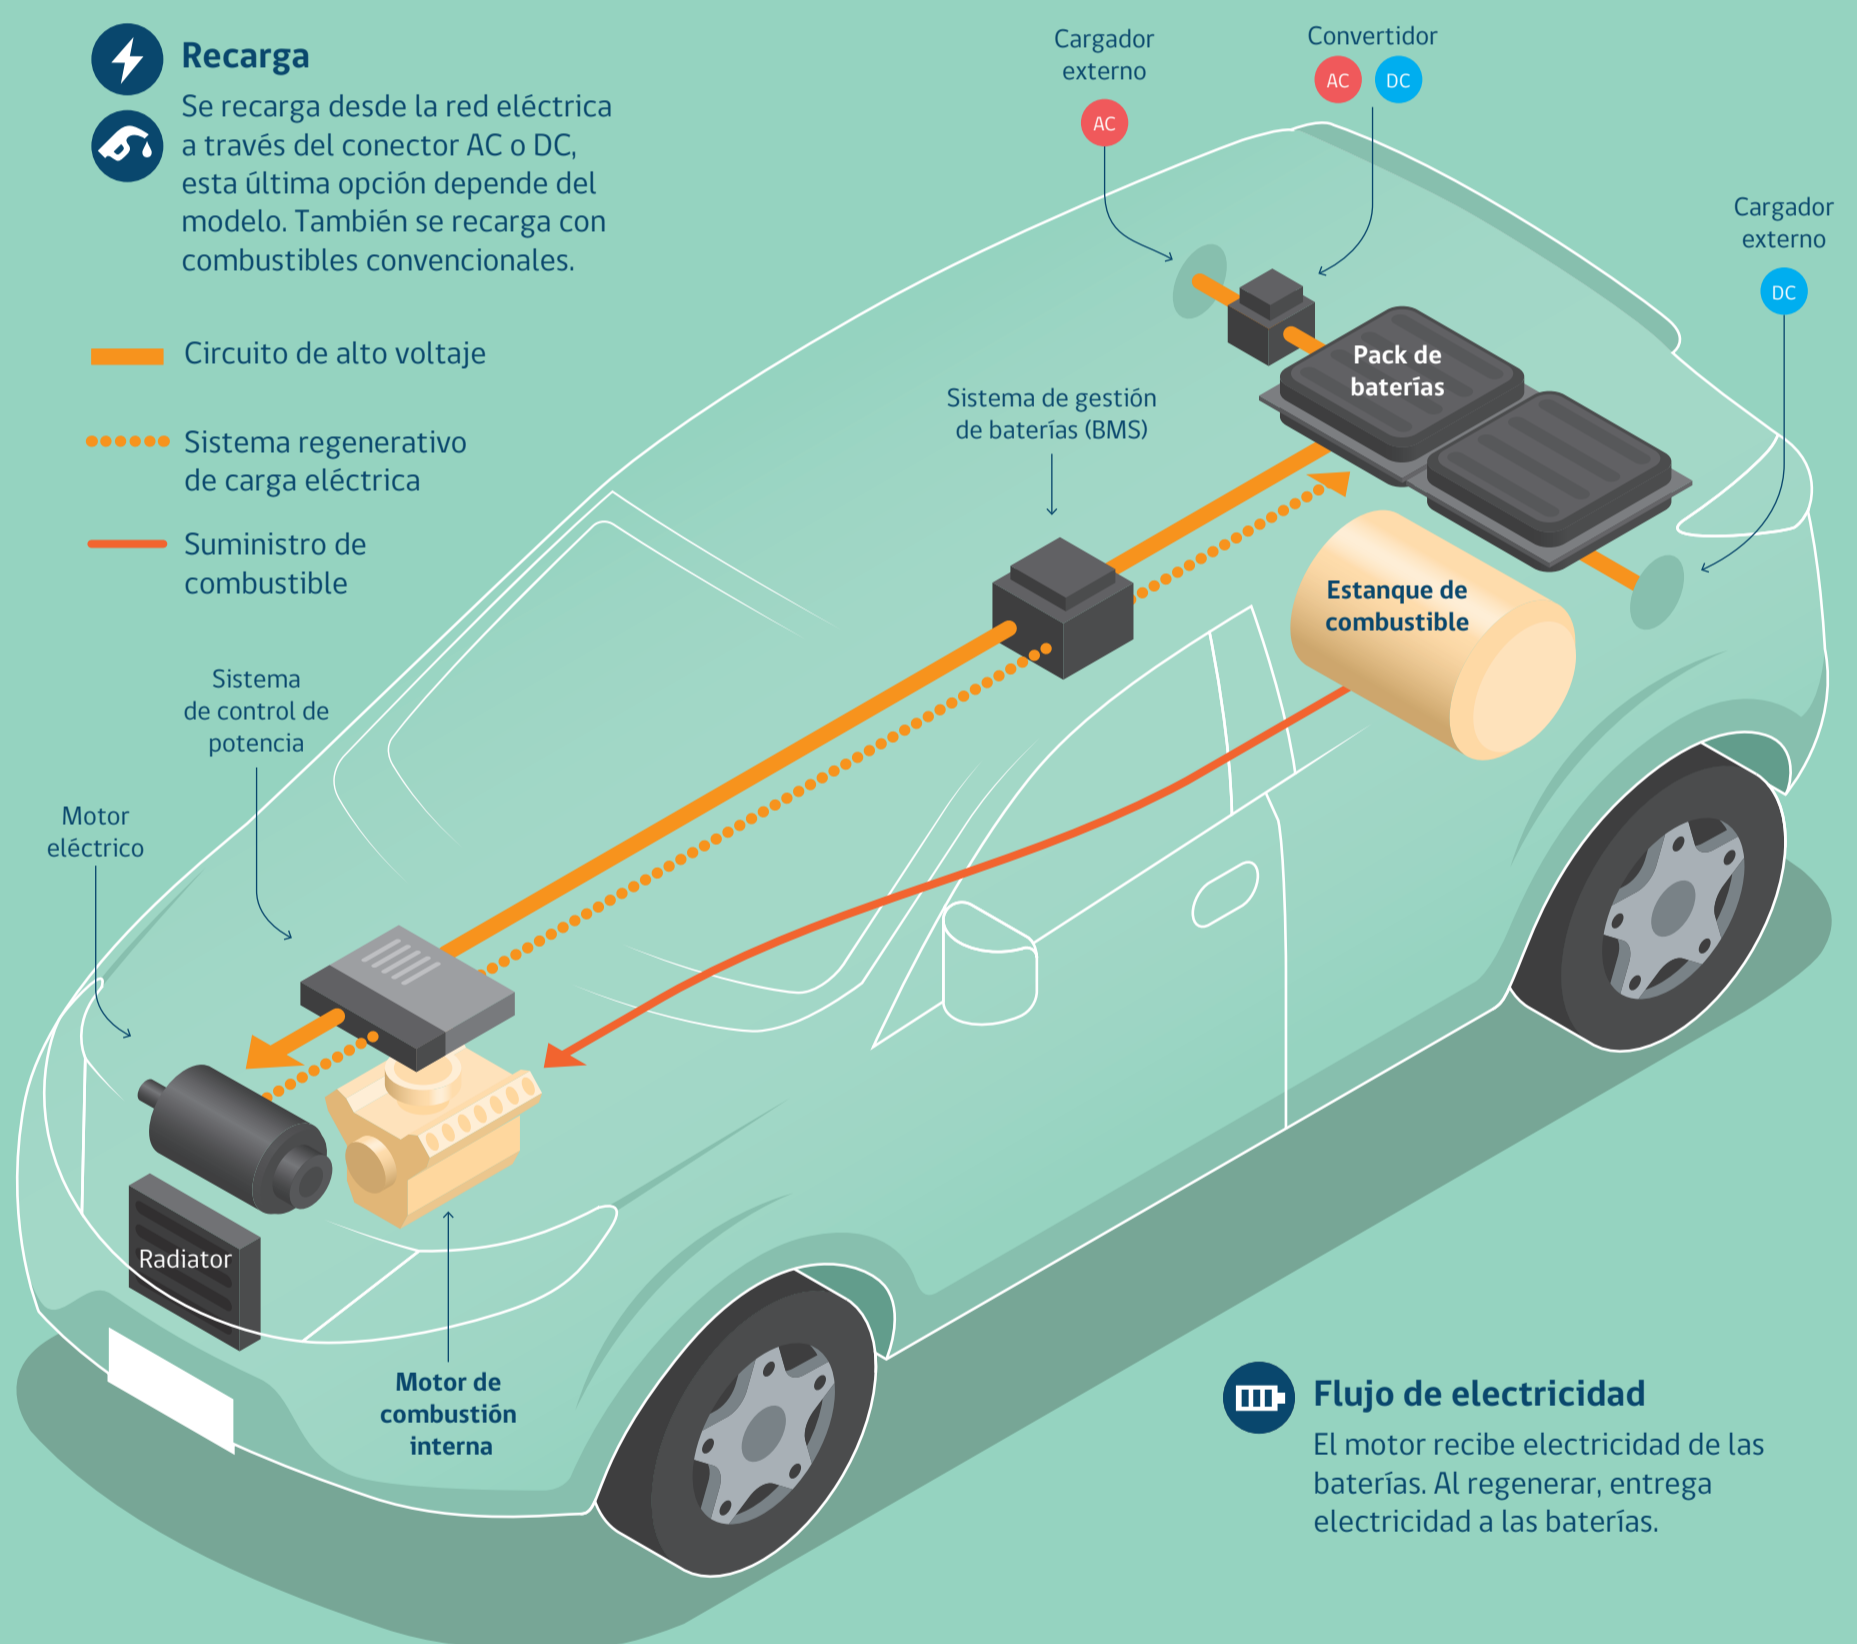 Recarga
Se recarga desde la red eléctrica
a través del conector AC o DC,
esta última opción depende del
modelo. También se recarga con
combustibles convencionales.
Circuito de alto voltaje
Sistema regenerativo
de carga eléctrica
Suministro de
combustible
Cargador
externo
AC
Convertidor
AC DC
Cargador
externo
DC
Pack de
baterías
Sistema de gestión
de baterías (BMS)
Estanque de
combustible
Sistema
de control de
potencia
Motor
eléctrico
Radiator
Motor de
combustión
interna
Flujo de electricidad
El motor recibe electricidad de las
baterías. Al regenerar, entrega
electricidad a las baterías.